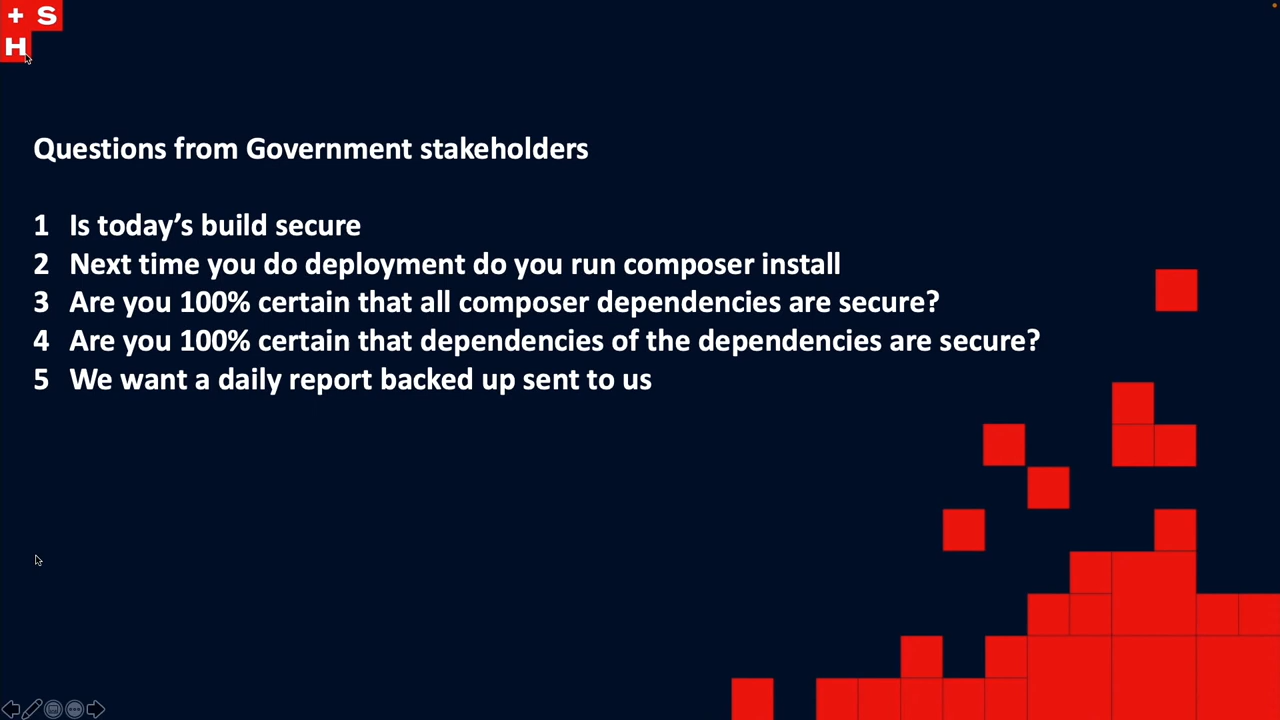 + S
H
Questions from Government stakeholders
1 Is today's build secure
2 Next time you do deployment do you run composer install
3 Are you 100% certain that all composer dependencies are secure?
4 Are you 100% certain that dependencies of the dependencies are secure?
5 We want a daily report backed up sent to us